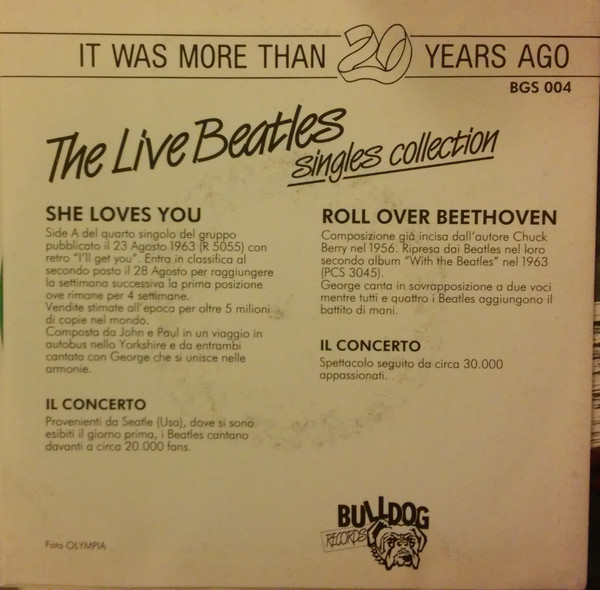 IT WAS MORE THAN 20 YEARS AGO
BGS 004
The Live Beatles
singles collection
SHE LOVES YOU
Side A del quarto singolo del gruppo
pubblicato il 23 Agosto 1963 (R 5055) con
retro "I'll get you". Entra in classifica al
secondo posto il 28 Agosto per raggiungere
la settimana successiva la prima posizione
ove rimane per 4 settimane.
Vendite stimate all'epoca per oltre 5 milioni
di copie nel mondo.
Composta da John e Paul in un viaggio in
autobus nello Yorkshire e da entrambi
cantata con George che si unisce nelle
armonie.
IL CONCERTO
Provenienti da Seatle (Usa), dove si sono
esibiti il giorno prima, i Beatles cantano
davanti a circa 20.000 fans.
Foto OLYMPIA
ROLL OVER BEETHOVEN
Composizione già incisa dall'autore Chuck
Berry nel 1956. Ripresa dai Beatles nel loro
secondo album "With the Beatles" nel 1963
(PCS 3045).
George canta in sovrapposizione a due voci
mentre tutti e quattro i Beatles aggiungono il
battito di mani.
IL CONCERTO
Spettacolo seguito da circa 30.000
appassionati.
BULLDOG
RECORDS